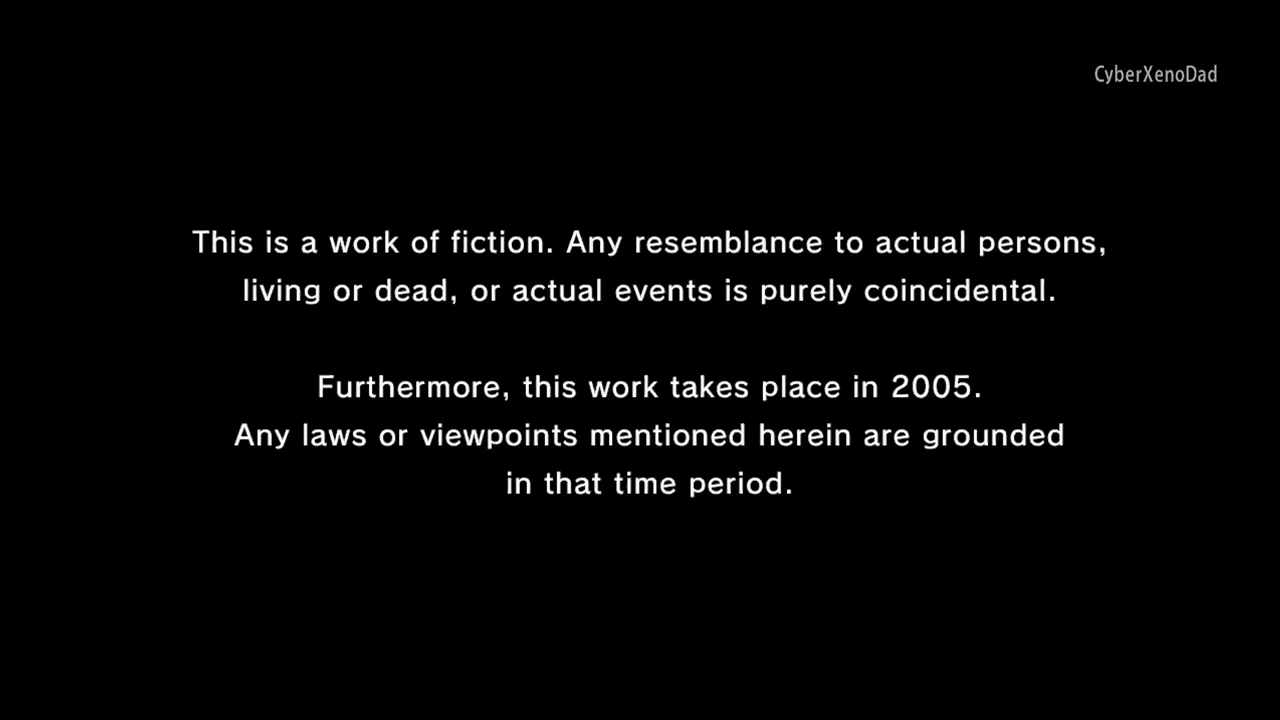 CyberXenoDad
This is a work of fiction. Any resemblance to actual persons,
living or dead, or actual events is purely coincidental.
Furthermore, this work takes place in 2005.
Any laws or viewpoints mentioned herein are grounded
in that time period.